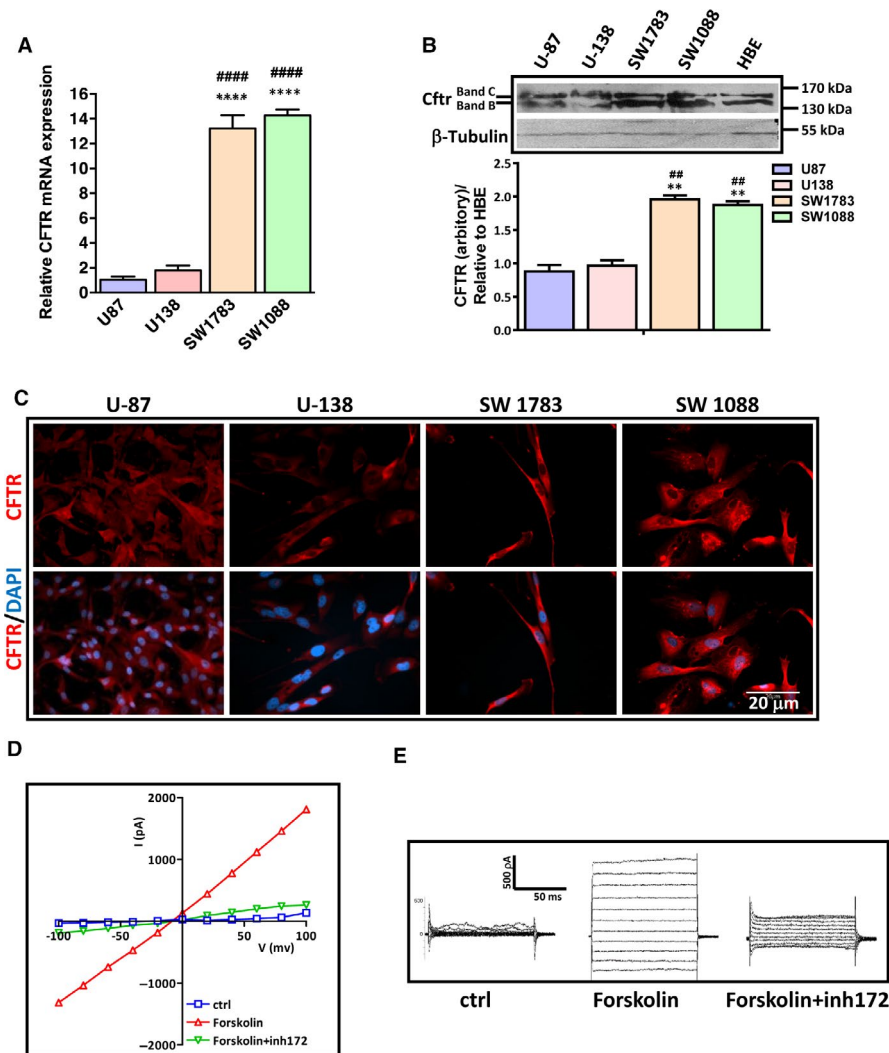 A
Relative CFTR mRNA expression
16
14
12
10
8
6
4
2
0
####
****
####
****
U87
U138
SW1783
SW1088
B
U-87
U-138
SW1783
SW1088
HBE
Cftr
Band C
Band B
170 kDa
130 kDa
β-Tubulin
55 kDa
CFTR (arbitory)/
Relative to HBE
2.5
2.0
1.5
1.0
0.5
0.0
##
**
##
**
U87
U138
SW1783
SW1088
C
U-87
U-138
SW 1783
SW 1088
CFTR
CFTR/DAPI
20 µm
D
I (pA)
2000
1000
-100
-50
50
100
V (mv)
−1000
−2000
ctrl
Forskolin
Forskolin+inh172
E
500 pA
50 ms
500
0
ctrl
Forskolin
Forskolin+inh172